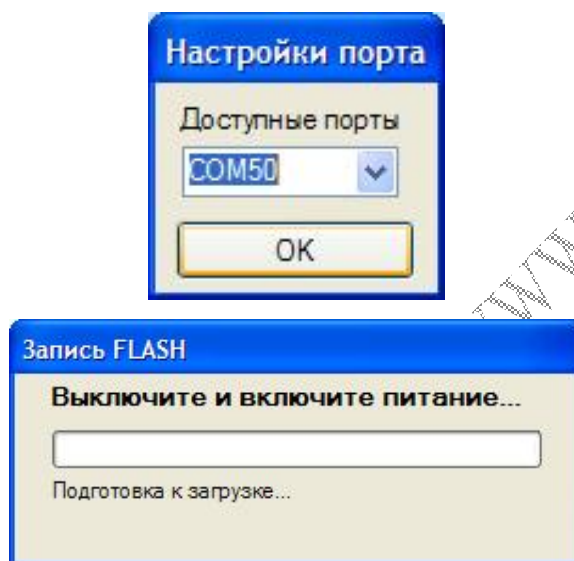 Настройки порта
Доступные порты
COM50
OK
Запись FLASH
Выключите и включите питание...
Подготовка к загрузке...